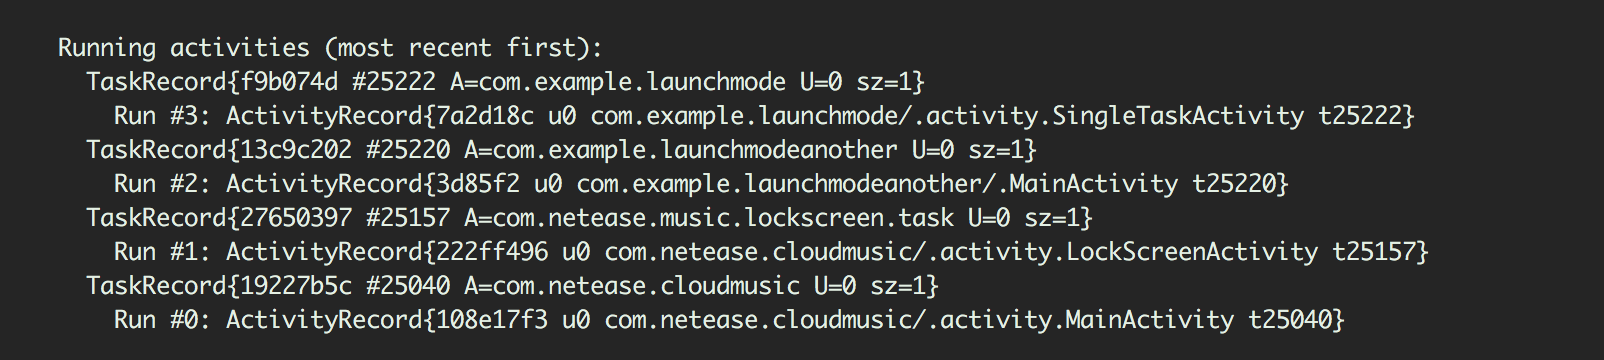 Running activities (most recent first):
TaskRecord{f9b074d #25222 A=com.example.launchmode U=0 sz=1}
Run #3: ActivityRecord{7a2d18c u0 com.example.launchmode/.activity.SingleTaskActivity t25222}
TaskRecord{13c9c202 #25220 A=com.example.launchmodeanother U=0 sz=1}
Run #2: ActivityRecord{3d85f2 u0 com.example.launchmodeanother/.MainActivity t25220}
TaskRecord{27650397 #25157 A=com.netease.music.lockscreen.task U=0 sz=1}
Run #1: ActivityRecord{222ff496 u0 com.netease.cloudmusic/.activity.LockScreenActivity t25157}
TaskRecord{19227b5c #25040 A=com.netease.cloudmusic U=0 sz=1}
Run #0: ActivityRecord{108e17f3 u0 com.netease.cloudmusic/.activity.MainActivity t25040}